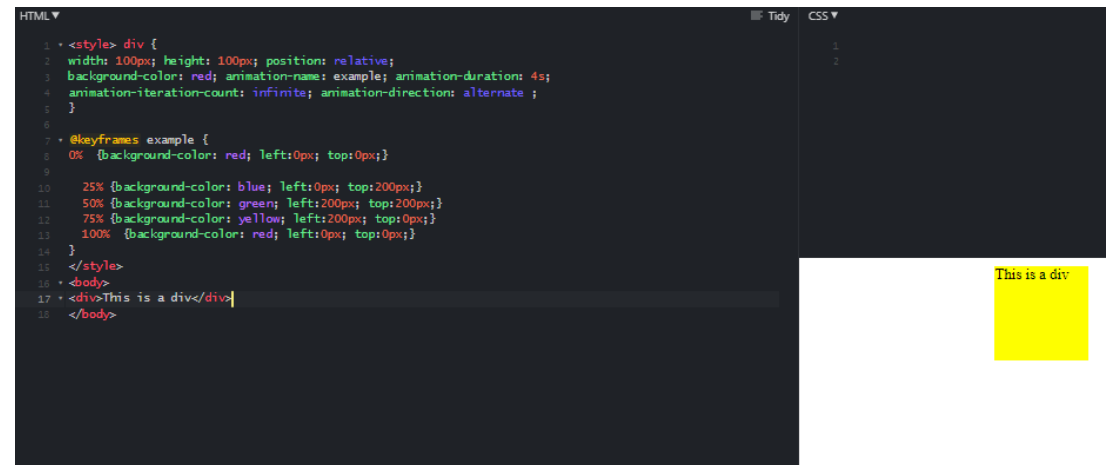 HTML▼
Tidy
CSS▼
1 <style> div {
2 width: 100px; height: 100px; position: relative;
3 background-color: red; animation-name: example; animation-duration: 4s;
4 animation-iteration-count: infinite; animation-direction: alternate ;
5 }
6
7 @keyframes example {
8 0% {background-color: red; left:0px; top:0px;}
9
10 25% {background-color: blue; left:0px; top:200px;}
11 50% {background-color: green; left:200px; top:200px;}
12 75% {background-color: yellow; left:200px; top:0px;}
13 100% {background-color: red; left:0px; top:0px;}
14 }
15 </style>
16 <body>
17 <div>This is a div</div>
18 </body>
1
2
This is a div